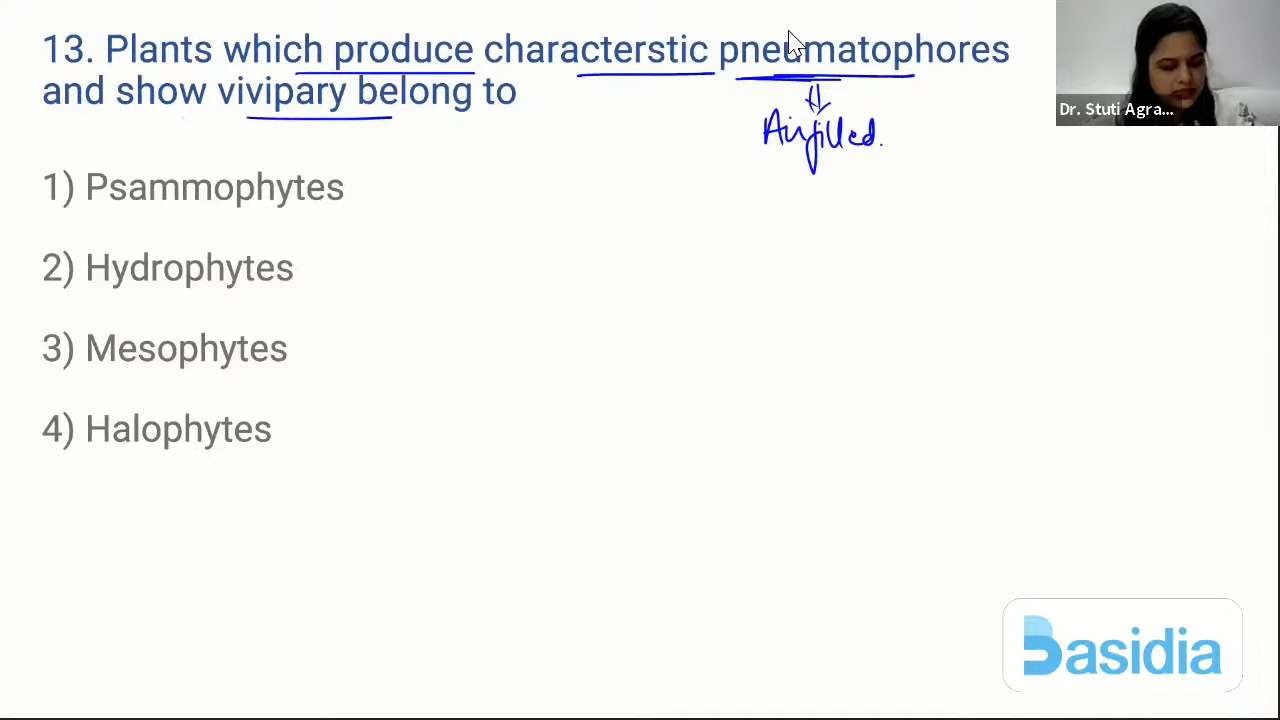 13. Plants which produce characterstic pneumatophores
and show vivipary belong to
Airfilled.
Dr. Stuti Agra...
1) Psammophytes
2) Hydrophytes
3) Mesophytes
4) Halophytes
Basidia